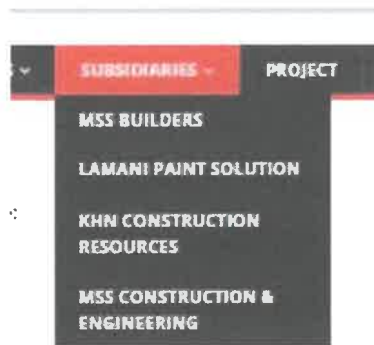 SUBSIDIARIES PROJECT
MSS BUILDERS
LAMANI PAINT SOLUTION
KHN CONSTRUCTION
RESOURCES
MSS CONSTRUCTION &
ENGINEERING